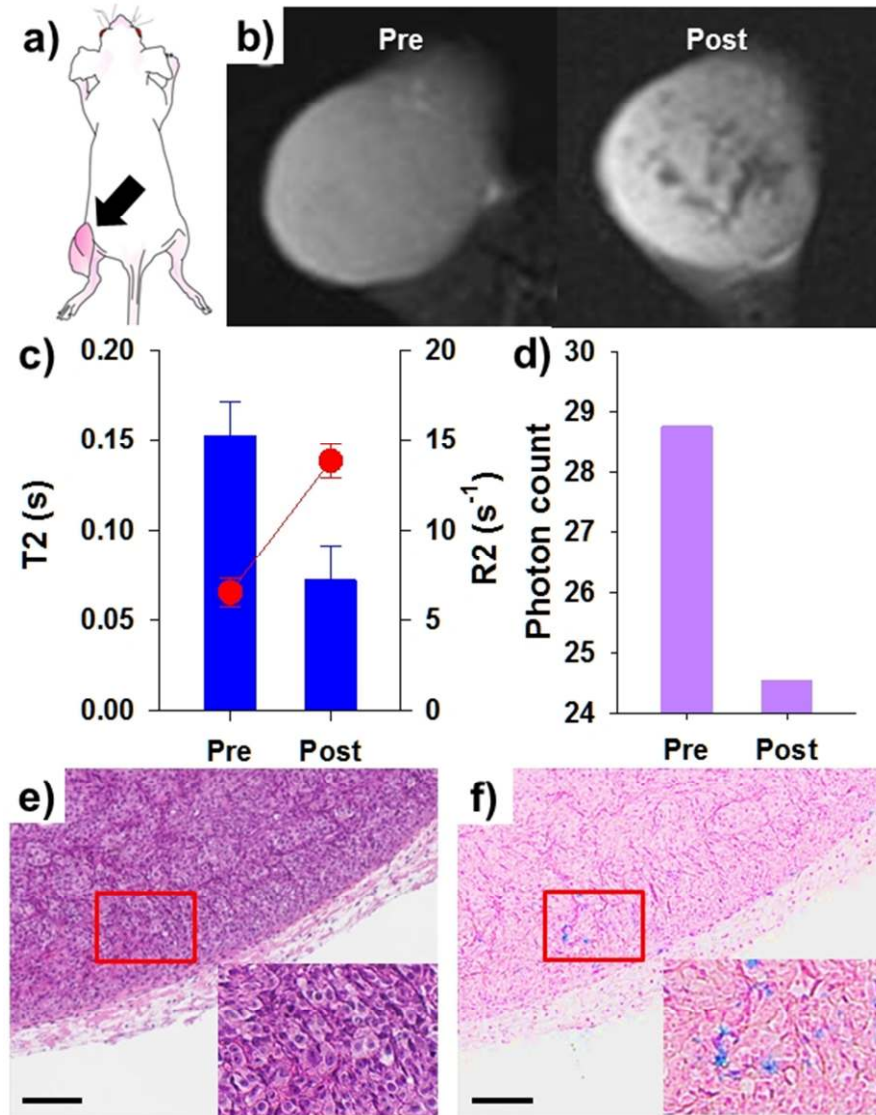 a)
b)
Pre
Post
c)
T2 (s)
0.20
0.15
0.10
0.05
0.00
20
15
10
5
0
R2 (s⁻¹)
Pre
Post
d)
Photon count
30
29
28
27
26
25
24
Pre
Post
e)
f)